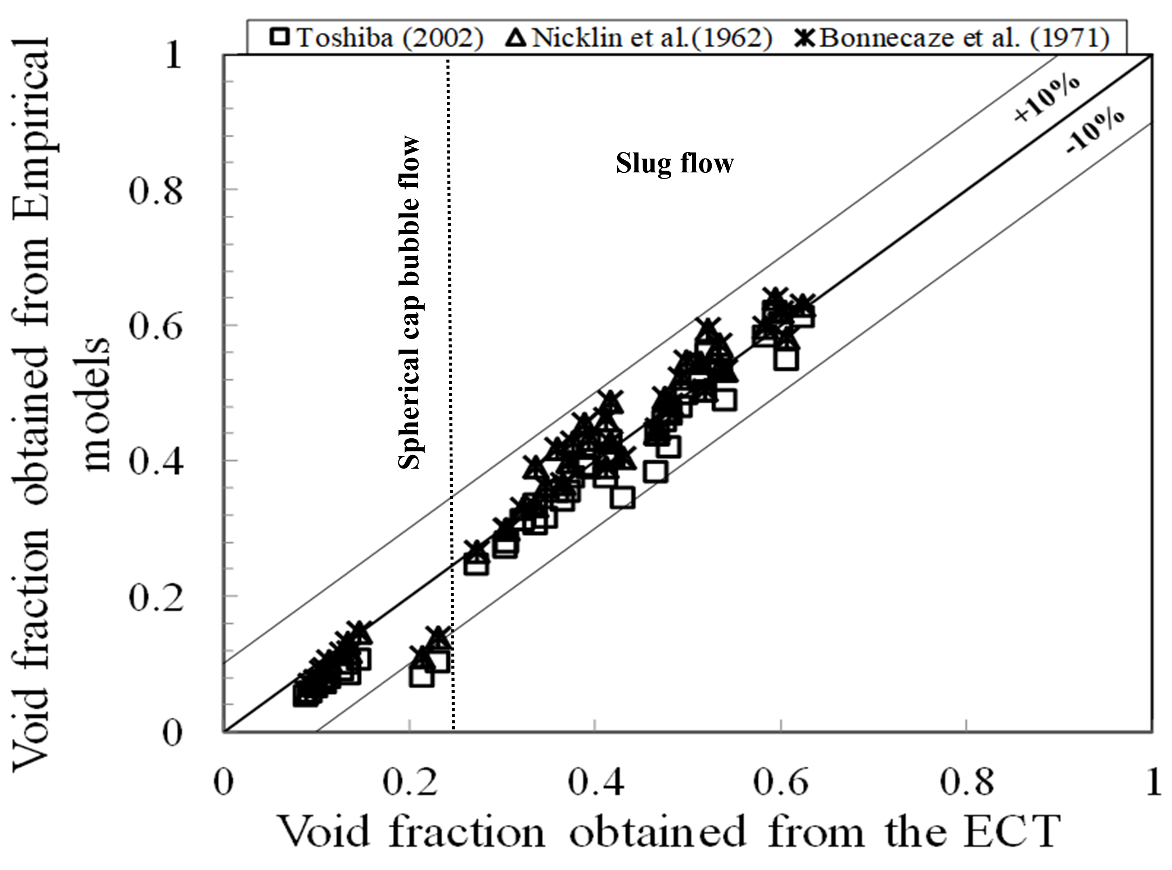 Toshiba (2002) Nicklin et al.(1962) Bonnecaze et al. (1971)
Void fraction obtained from Empirical
models
1
0.8
0.6
0.4
0.2
0
Spherical cap bubble flow
Slug flow
+10%
-10%
0 0.2 0.4 0.6 0.8 1
Void fraction obtained from the ECT